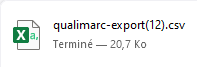 qualimarc-export(12).csv
Terminé — 20,7 Ko